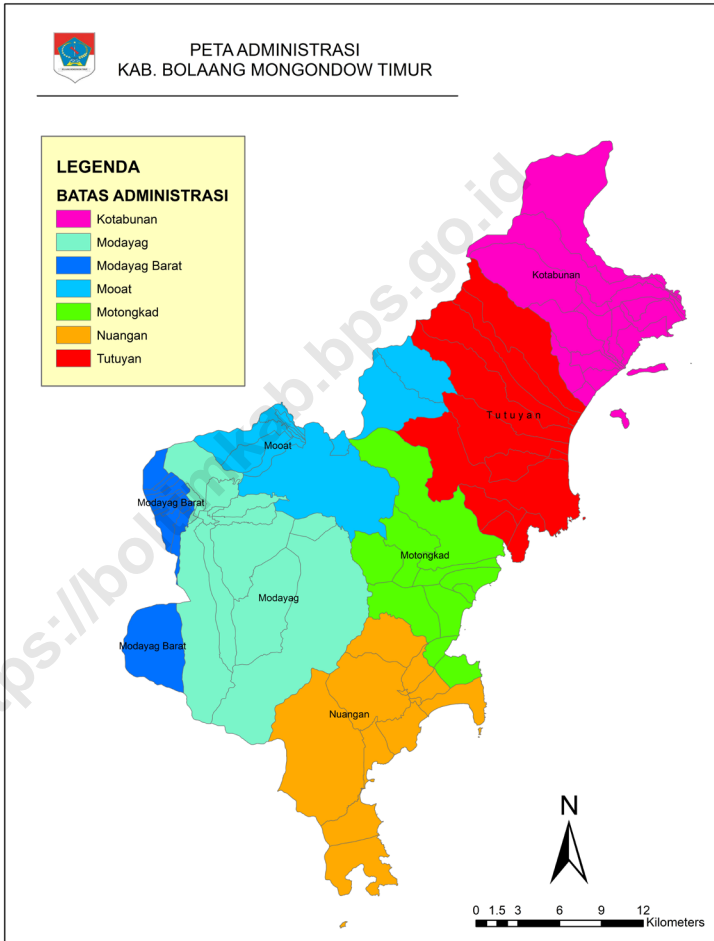 PETA ADMINISTRASI
KAB. BOLAANG MONGONDOW TIMUR
LEGENDA
BATAS ADMINISTRASI
Kotabunan
Modayag
Modayag Barat
Mooat
Motongkad
Nuangan
Tutuyan
Kotabunan
Tutuyan
Mooat
Modayag Barat
Motongkad
Modayag
Modayag Barat
Nuangan
N
0 1.5 3 6 9 12
Kilometers
ps://boltimkab.bps.go.id